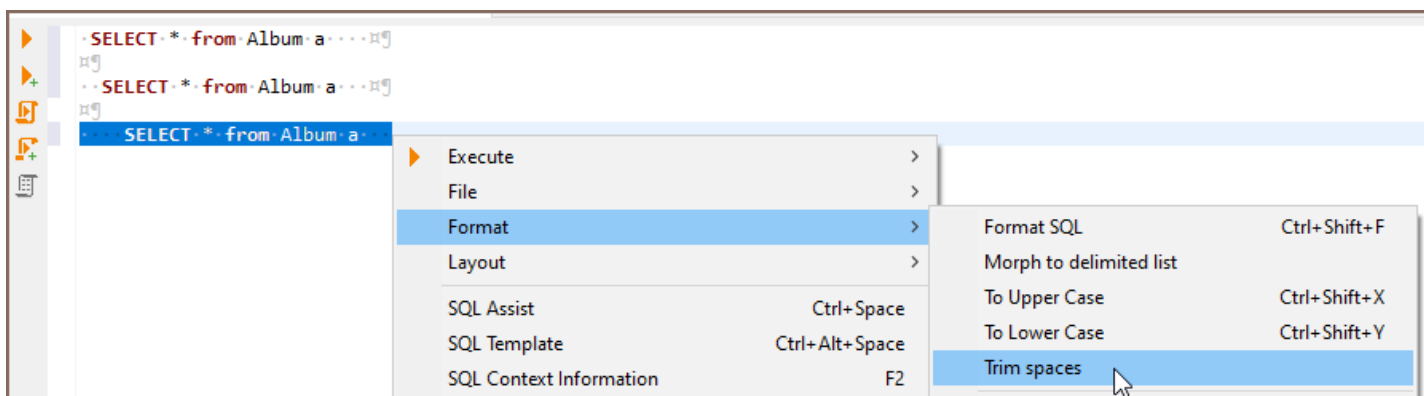 SELECT * from Album a ¤¶
¤¶
SELECT * from Album a ¤¶
¤¶
SELECT * from Album a
Execute >
File >
Format >
Layout >
SQL Assist Ctrl+Space
SQL Template Ctrl+Alt+Space
SQL Context Information F2
Format SQL Ctrl+Shift+F
Morph to delimited list
To Upper Case Ctrl+Shift+X
To Lower Case Ctrl+Shift+Y
Trim spaces